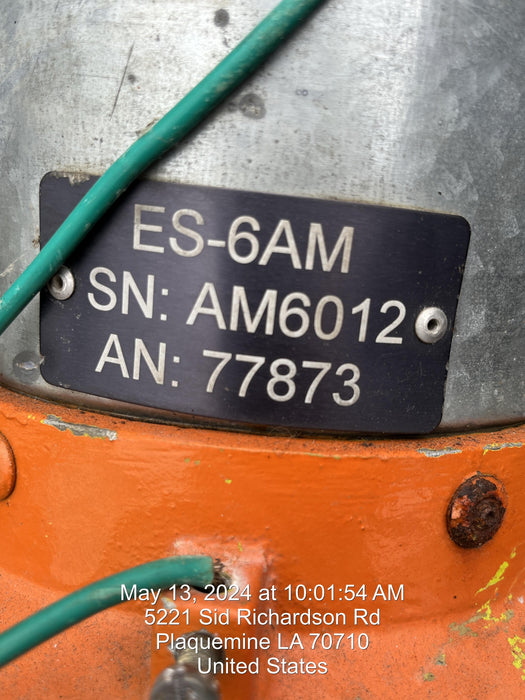 ES-6AM
SN: AM6012
AN: 77873
May 13, 2024 at 10:01:54 AM
5221 Sid Richardson Rd
Plaquemine LA 70710
United States